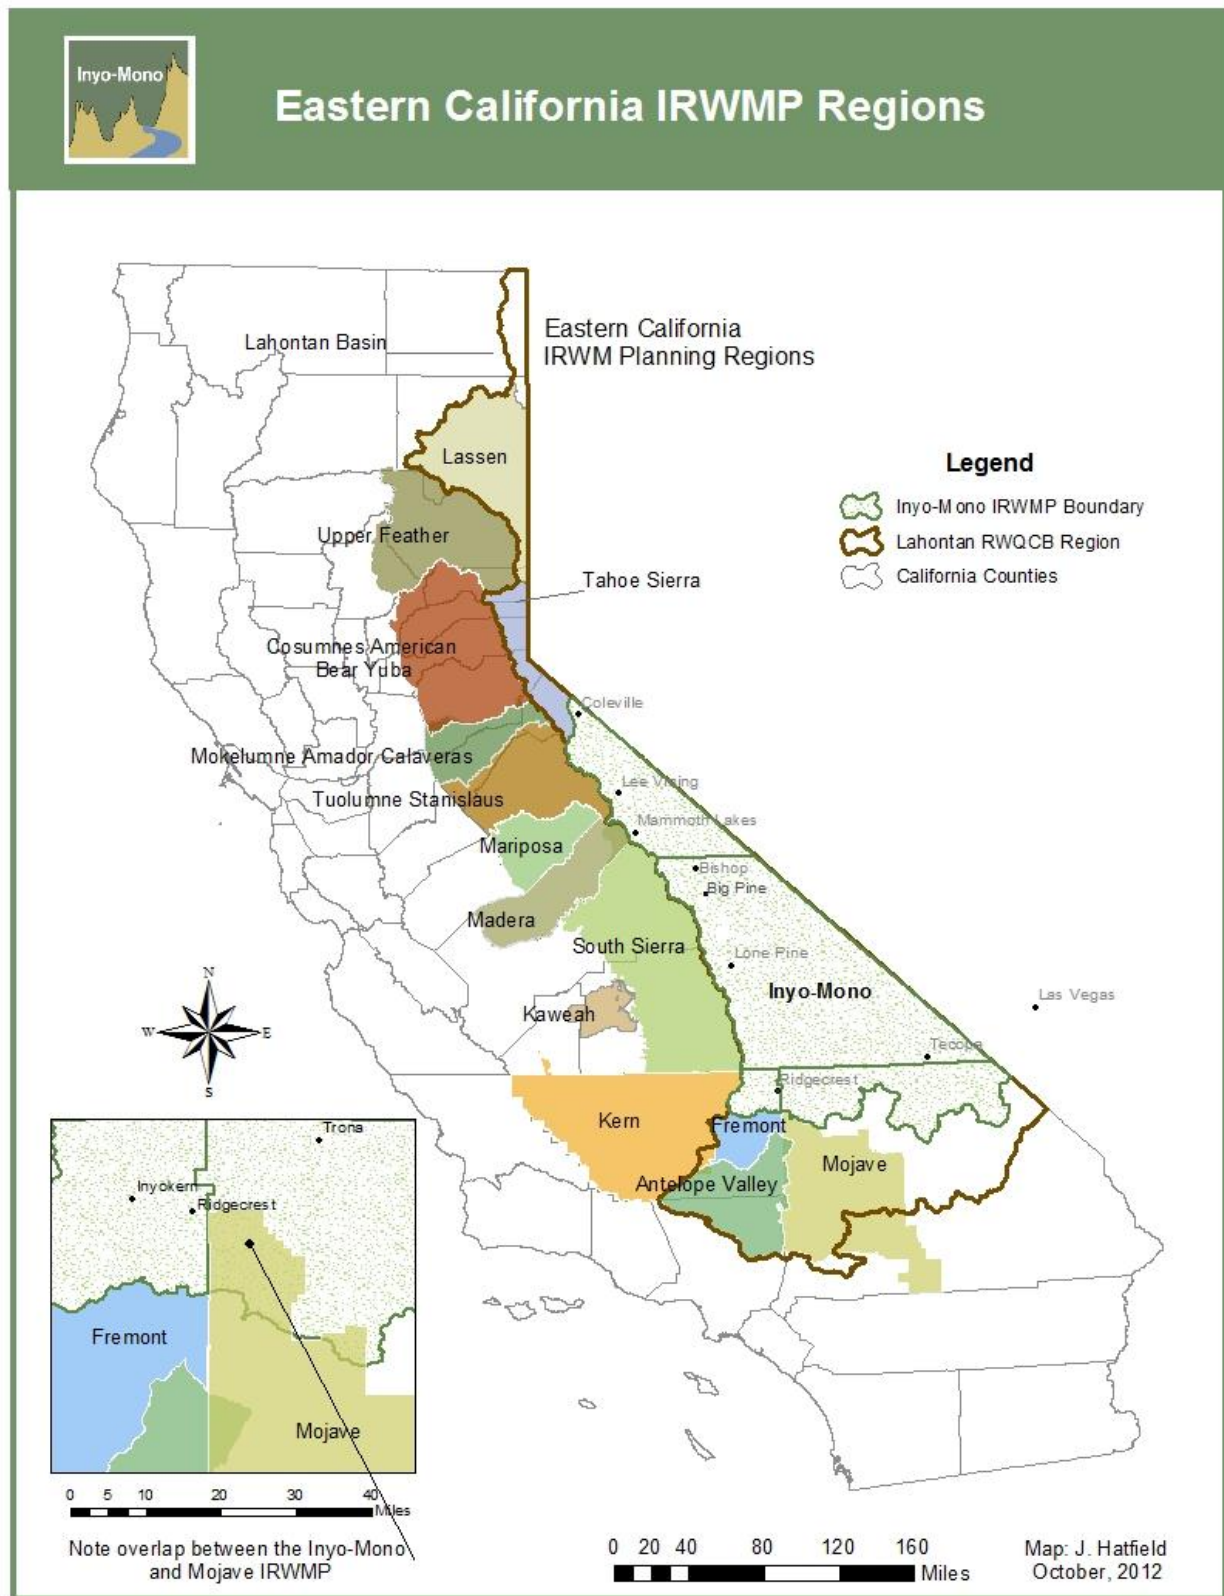 Inyo-Mono
Eastern California IRWMP Regions
Eastern California
IRWM Planning Regions
Lahontan Basin
Lassen
Legend
Inyo-Mono IRWMP Boundary
Lahontan RWQCB Region
California Counties
Upper Feather
Tahoe Sierra
Cosumnes American
Bear Yuba
Coleville
Mokelumne Amador Calaveras
Lee Vining
Tuolumne Stanislaus
Mammoth Lakes
Mariposa
Bishop
Big Pine
Madera
South Sierra
Lone Pine
Inyo-Mono
Las Vegas
Kaweah
Tecopa
N
W
E
S
Ridgecrest
Kern
Fremont
Mojave
Antelope Valley
Trona
Inyokern
Ridgecrest
Fremont
Mojave
0 5 10 20 30 40
Miles
Note overlap between the Inyo-Mono
and Mojave IRWMP
0 20 40 80 120 160
Miles
Map: J. Hatfield
October, 2012